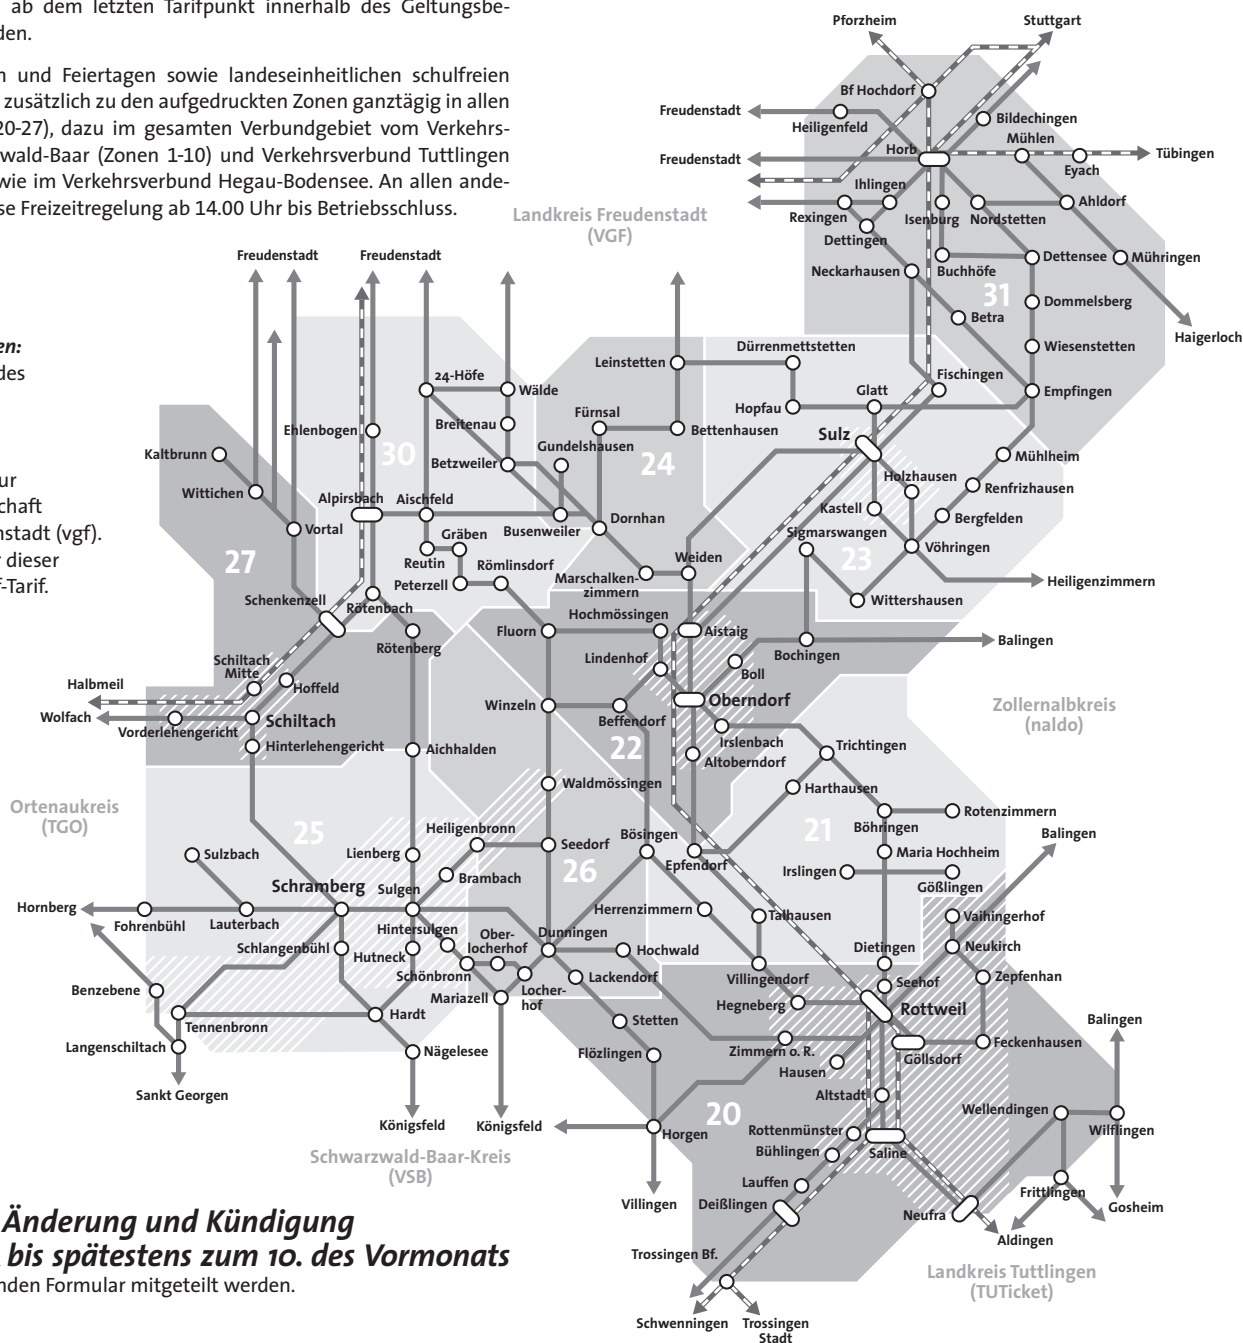 ab dem letzten Tarifpunkt innerhalb des Geltungsbe-
den.
n und Feiertagen sowie landeseinheitlichen schulfreien
zusätzlich zu den aufgedruckten Zonen ganztägig in allen
20-27), dazu im gesamten Verbundgebiet vom Verkehrs-
wald-Baar (Zonen 1-10) und Verkehrsverbund Tuttlingen
wie im Verkehrsverbund Hegau-Bodensee. An allen ande-
se Freizeitregelung ab 14.00 Uhr bis Betriebsschluss.
en:
des
ur
chaft
nstadt (vgf).
r dieser
f-Tarif.
Pforzheim
Stuttgart
Bf Hochdorf
Freudenstadt
Heiligenfeld
Bildechingen
Mühlen
Horb
Tübingen
Freudenstadt
Eyach
Ihlingen
Ahldorf
Rexingen
Isenburg
Nordstetten
Landkreis Freudenstadt
(VGF)
Dettingen
Freudenstadt
Freudenstadt
Dettensee
Mühringen
Neckarhausen
Buchhöfe
31
Dommelsberg
Betra
Haigerloch
Wiesenstetten
Dürrenmettstetten
Leinstetten
Fischingen
24-Höfe
Wälde
Glatt
Empfingen
Hopfau
Fürnsal
Breitenau
Bettenhausen
Ehlenbogen
Sulz
Gundelshausen
30
Kaltbrunn
Betzweiler
24
Mühlheim
Holzhausen
Renfrizhausen
Wittichen
Alpirsbach
Aischfeld
Kastell
Bergfelden
Vortal
Busenweiler
Dornhan
Gräben
Sigmarswangen
Vöhringen
27
Reutin
Römlinsdorf
Weiden
23
Peterzell
Marschalken-
zimmern
Heiligenzimmern
Schenkenzell
Rötenbach
Wittershausen
Hochmössingen
Fluorn
Aistaig
Balingen
Rötenberg
Lindenhof
Bochingen
Schiltach
Mitte
Boll
Halbmeil
Hoffeld
Oberndorf
Zollernalbkreis
(naldo)
Wolfach
Schiltach
Winzeln
Beffendorf
Vorderlehengericht
Irslenbach
Hinterlehengericht
Aichhalden
22
Trichtingen
Altoberndorf
Waldmössingen
Harthausen
Ortenaukreis
(TGO)
Rotenzimmern
25
Heiligenbronn
Bösingen
21
Böhringen
Balingen
Sulzbach
Lienberg
Seedorf
Maria Hochheim
Epfendorf
26
Irslingen
Gößlingen
Schramberg
Sulgen
Brambach
Hornberg
Fohrenbühl
Lauterbach
Herrenzimmern
Talhausen
Vaihingerhof
Hintersulgen
Ober-
locherhof
Dunningen
Schlangenbühl
Hutneck
Hochwald
Dietingen
Neukirch
Schönbronn
Lackendorf
Villingendorf
Seehof
Zepfenhan
Benzebene
Mariazell
Locher-
hof
Hegneberg
Rottweil
Tennenbronn
Hardt
Stetten
Balingen
Langenschiltach
Nägelesee
Flözlingen
Zimmern o. R.
Göllsdorf
Feckenhausen
Hausen
Sankt Georgen
Altstadt
20
Wellendingen
Königsfeld
Königsfeld
Horgen
Rottenmünster
Wilflingen
Schwarzwald-Baar-Kreis
(VSB)
Bühlingen
Saline
Lauffen
Frittlingen
Villingen
Deißlingen
Neufra
Gosheim
Änderung und Kündigung
bis spätestens zum 10. des Vormonats
nden Formular mitgeteilt werden.
Aldingen
Trossingen Bf.
Landkreis Tuttlingen
(TUTicket)
Schwenningen
Trossingen
Stadt